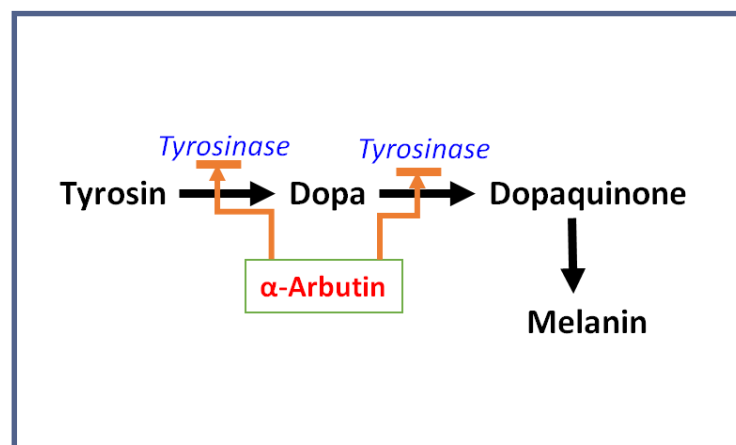 Tyrosinase
Tyrosinase
Tyrosin
Dopa
Dopaquinone
α-Arbutin
Melanin